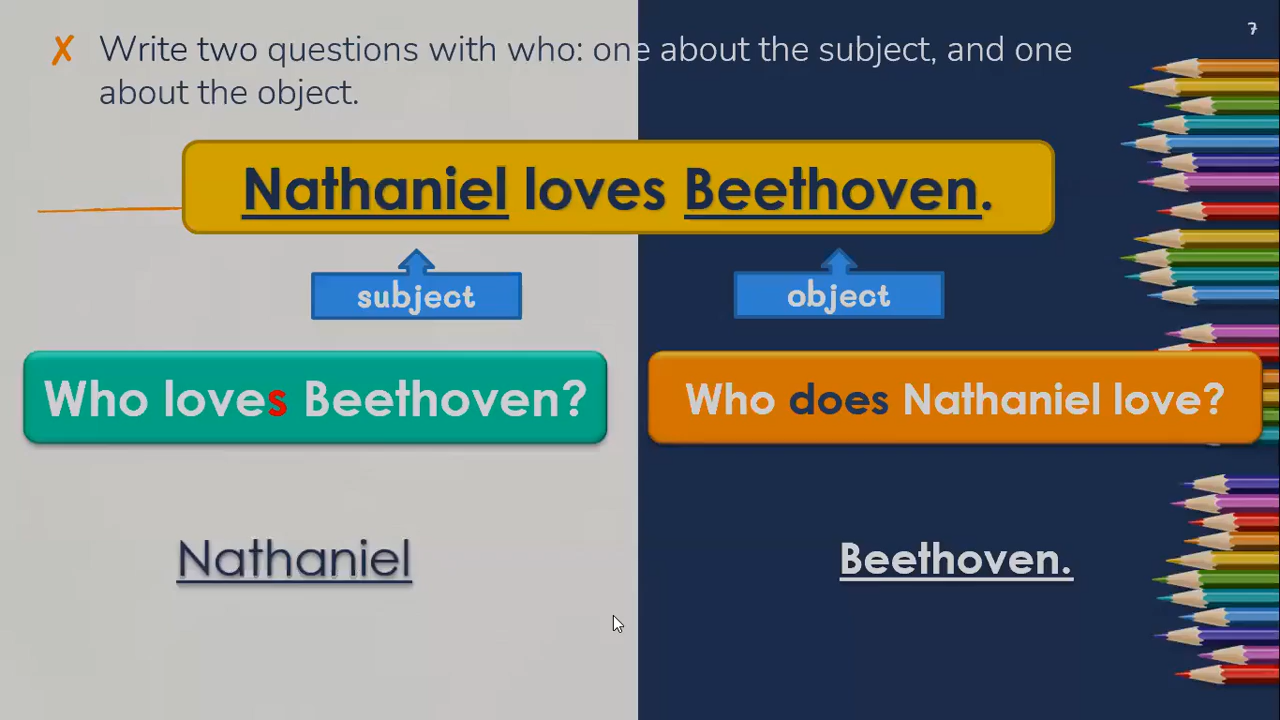 7
✗ Write two questions with who: one about the subject, and one
about the object.
Nathaniel loves Beethoven.
subject
object
Who loves Beethoven?
Who does Nathaniel love?
Nathaniel
Beethoven.